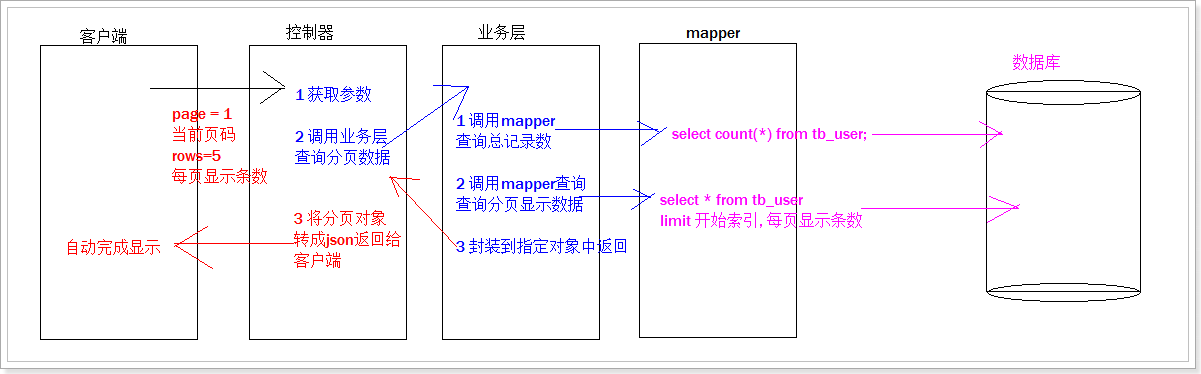 客户端
控制器
业务层
mapper
数据库
page = 1
当前页码
rows=5
每页显示条数
自动完成显示
1 获取参数
2 调用业务层
查询分页数据
3 将分页对象
转成json返回给
客户端
1 调用mapper
查询总记录数
2 调用mapper查询
查询分页显示数据
3 封装到指定对象中返回
select count(*) from tb_user;
select * from tb_user
limit 开始索引, 每页显示条数